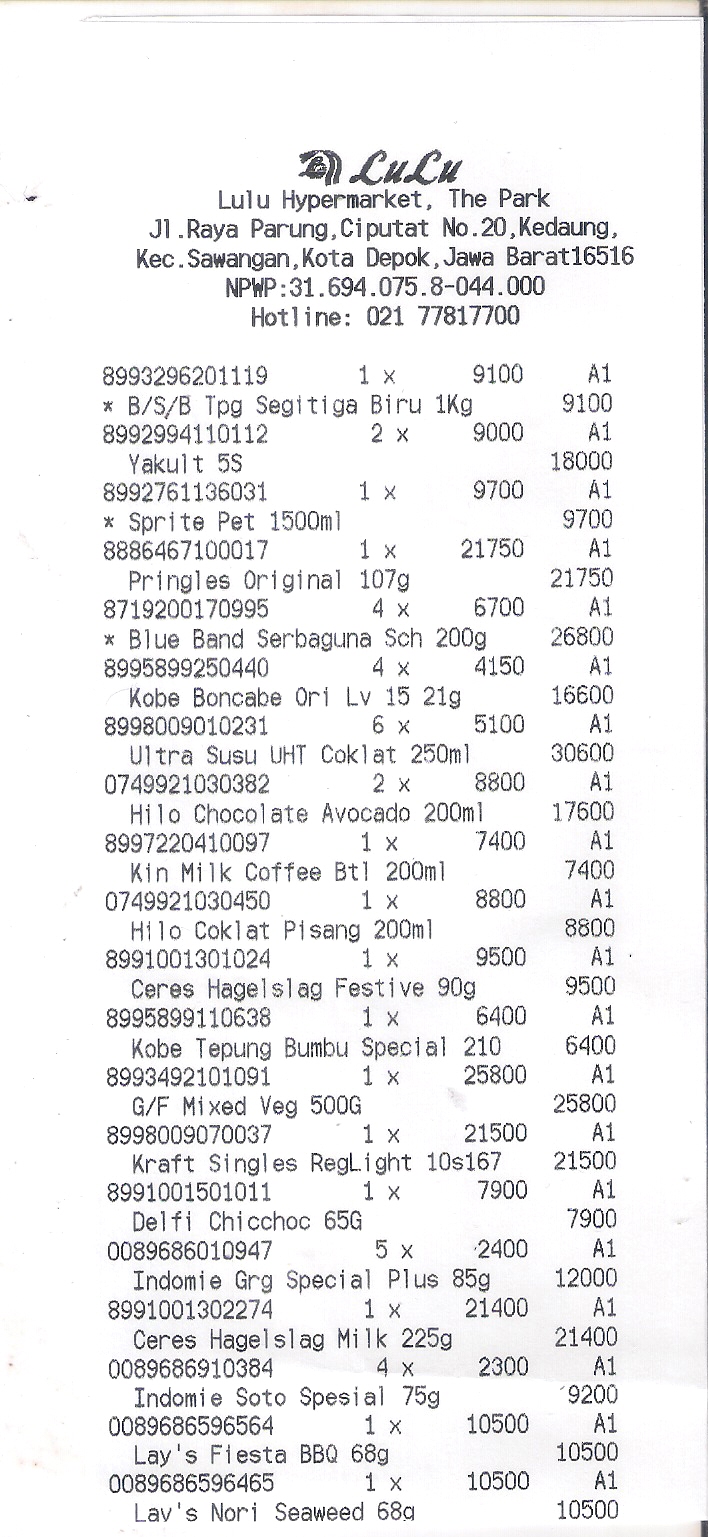 LuLu
Lulu Hypermarket, The Park
Jl.Raya Parung,Ciputat No.20,Kedaung,
Kec.Sawangan,Kota Depok,Jawa Barat16516
NPWP:31.694.075.8-044.000
Hotline: 021 77817700
8993296201119 1 x 9100 A1
* B/S/B Tpg Segitiga Biru 1Kg 9100
8992994110112 2 x 9000 A1
Yakult 5S 18000
8992761136031 1 x 9700 A1
* Sprite Pet 1500ml 9700
8886467100017 1 x 21750 A1
Pringles Original 107g 21750
8719200170995 4 x 6700 A1
* Blue Band Serbaguna Sch 200g 26800
8995899250440 4 x 4150 A1
Kobe Boncabe Ori Lv 15 21g 16600
8998009010231 6 x 5100 A1
Ultra Susu UHT Coklat 250ml 30600
0749921030382 2 x 8800 A1
Hilo Chocolate Avocado 200ml 17600
8997220410097 1 x 7400 A1
Kin Milk Coffee Btl 200ml 7400
0749921030450 1 x 8800 A1
Hilo Coklat Pisang 200ml 8800
8991001301024 1 x 9500 A1
Ceres Hagelslag Festive 90g 9500
8995899110638 1 x 6400 A1
Kobe Tepung Bumbu Special 210 6400
8993492101091 1 x 25800 A1
G/F Mixed Veg 500G 25800
8998009070037 1 x 21500 A1
Kraft Singles RegLight 10s167 21500
8991001501011 1 x 7900 A1
Delfi Chicchoc 65G 7900
0089686010947 5 x 2400 A1
Indomie Grg Special Plus 85g 12000
8991001302274 1 x 21400 A1
Ceres Hagelslag Milk 225g 21400
0089686910384 4 x 2300 A1
Indomie Soto Spesial 75g 9200
0089686596564 1 x 10500 A1
Lay's Fiesta BBQ 68g 10500
0089686596465 1 x 10500 A1
Lay's Nori Seaweed 68g 10500